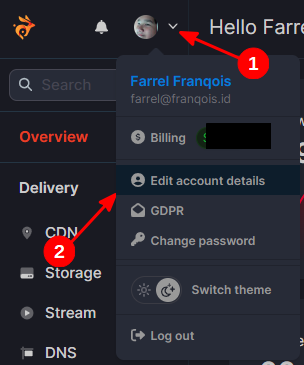 Hello Farre
1
Search
Farrel Franqois
farrel@franqois.id
Overview
Billing
Delivery
Edit account details
GDPR
CDN
2
Change password
Storage
Switch theme
Stream
Log out
DNS